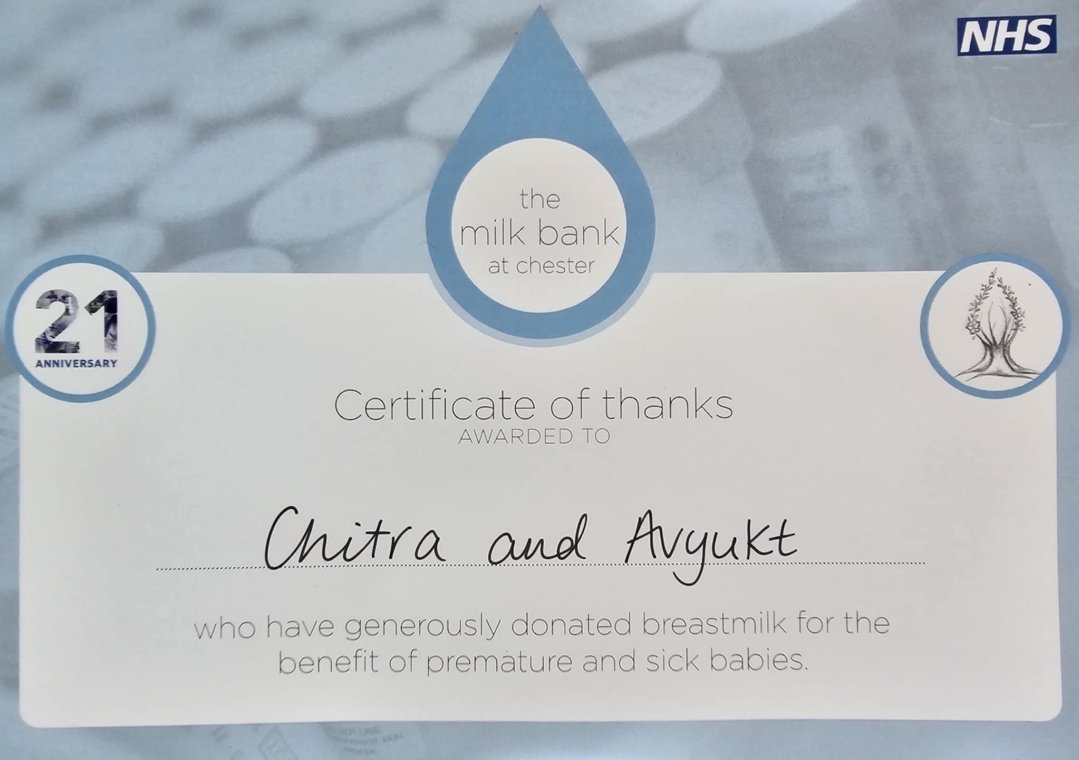 NHS
the
milk bank
at chester
21
ANNIVERSARY
Certificate of thanks
AWARDED TO
Chitra and Avyukt
who have generously donated breastmilk for the
benefit of premature and sick babies.